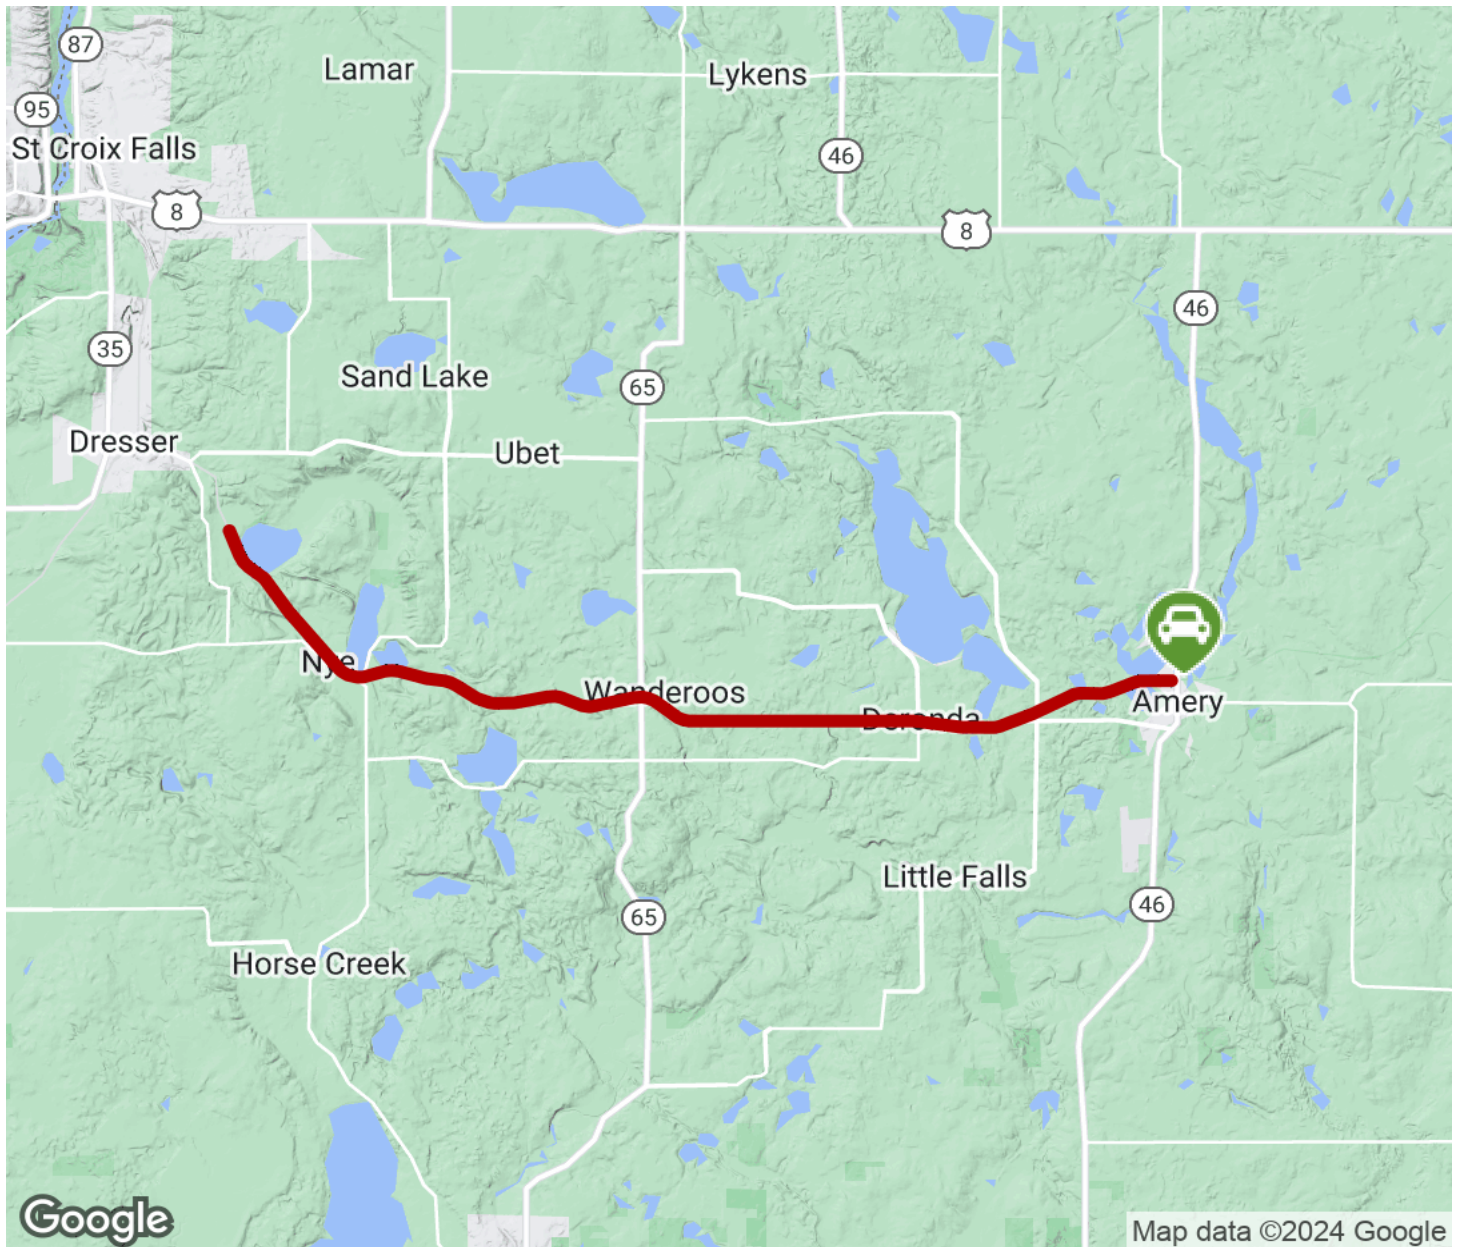 87
Lamar
Lykens
95
St Croix Falls
46
8
8
46
35
Sand Lake
65
Dresser
Ubet
Nye
Wanderoos
Amery
Deronda
Little Falls
46
65
Horse Creek
Google
Map data ©2024 Google